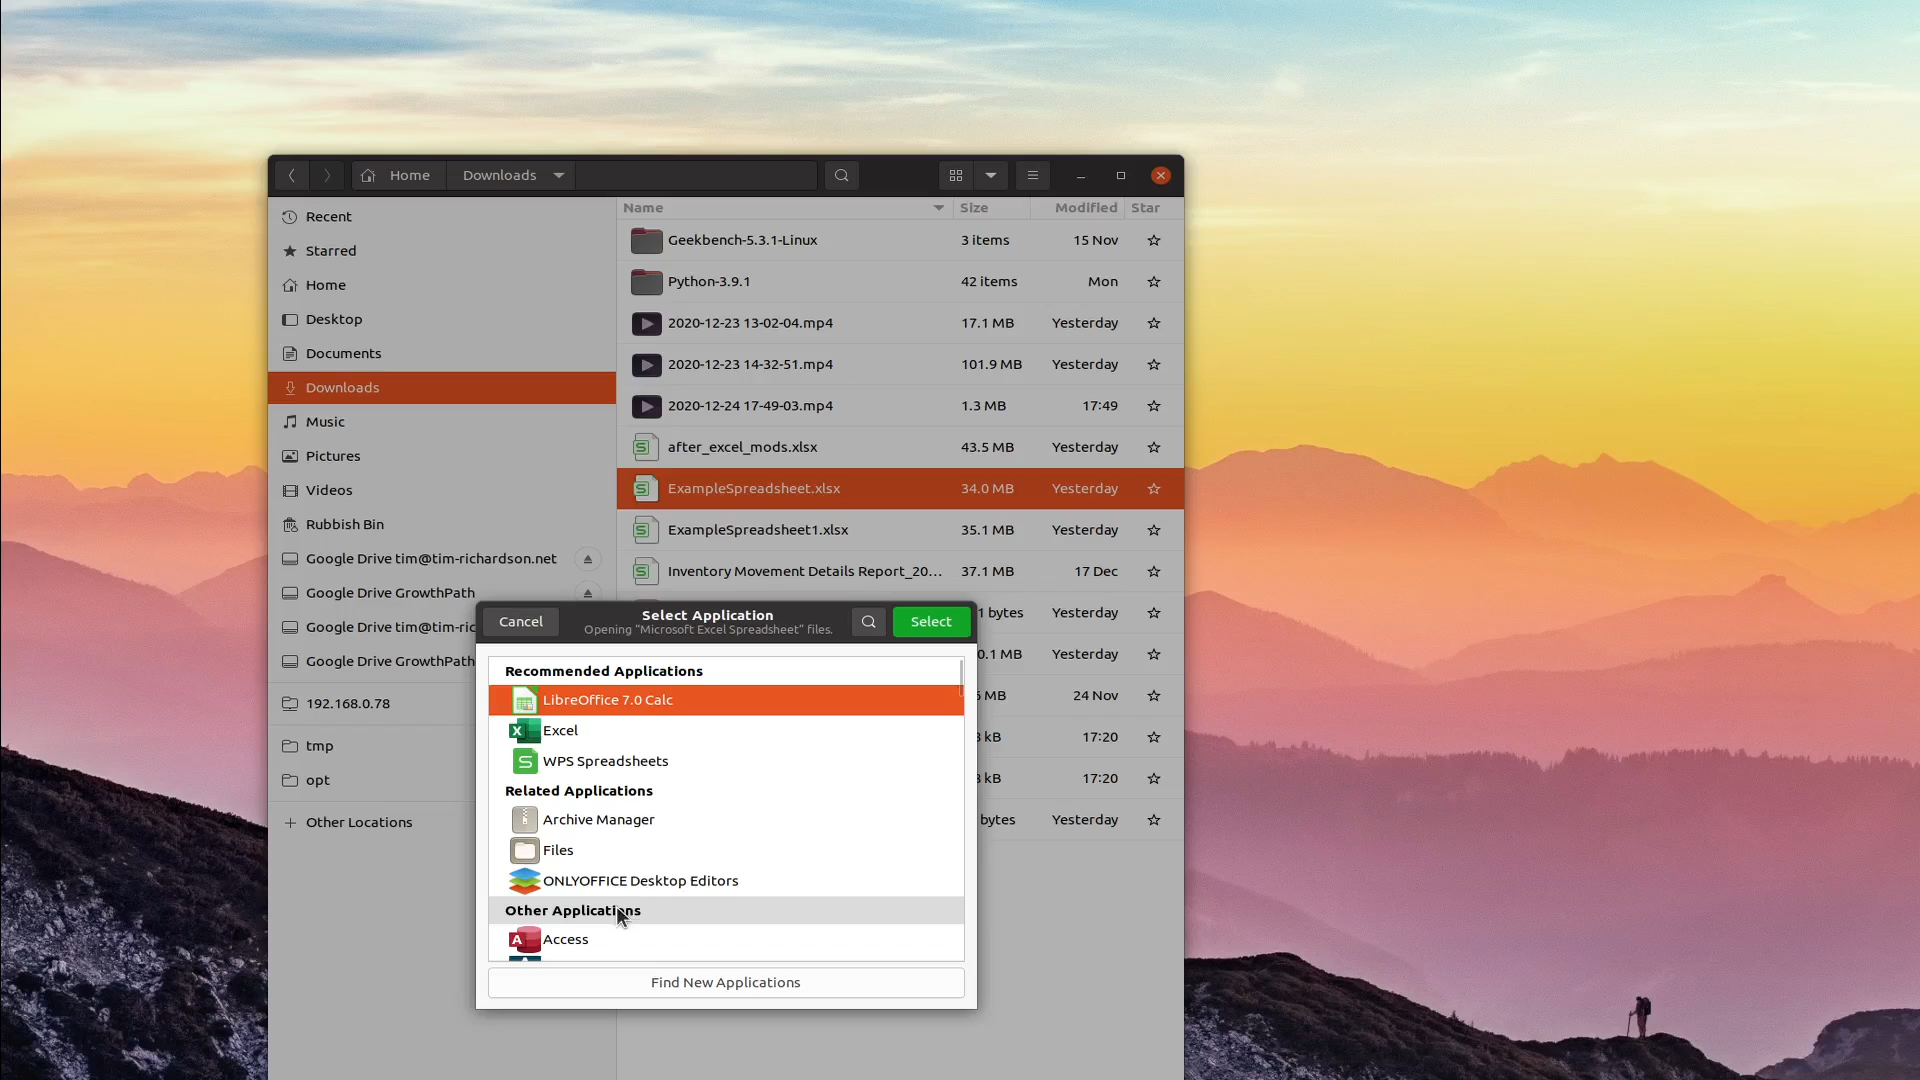 Home Downloads
Recent
Starred
Home
Desktop
Documents
Downloads
Music
Pictures
Videos
Rubbish Bin
Google Drive tim@tim-richardson.net
Google Drive GrowthPath
Google Drive tim@tim-ric
Google Drive GrowthPath
192.168.0.78
tmp
opt
Other Locations
Name Size Modified Star
Geekbench-5.3.1-Linux 3 items 15 Nov
Python-3.9.1 42 items Mon
2020-12-23 13-02-04.mp4 17.1 MB Yesterday
2020-12-23 14-32-51.mp4 101.9 MB Yesterday
2020-12-24 17-49-03.mp4 1.3 MB 17:49
after_excel_mods.xlsx 43.5 MB Yesterday
ExampleSpreadsheet.xlsx 34.0 MB Yesterday
ExampleSpreadsheet1.xlsx 35.1 MB Yesterday
Inventory Movement Details Report_20... 37.1 MB 17 Dec
bytes Yesterday
0.1 MB Yesterday
MB 24 Nov
kB 17:20
kB 17:20
bytes Yesterday
Cancel Select Application Select
Opening "Microsoft Excel Spreadsheet" files.
Recommended Applications
LibreOffice 7.0 Calc
Excel
WPS Spreadsheets
Related Applications
Archive Manager
Files
ONLYOFFICE Desktop Editors
Other Applications
Access
Find New Applications